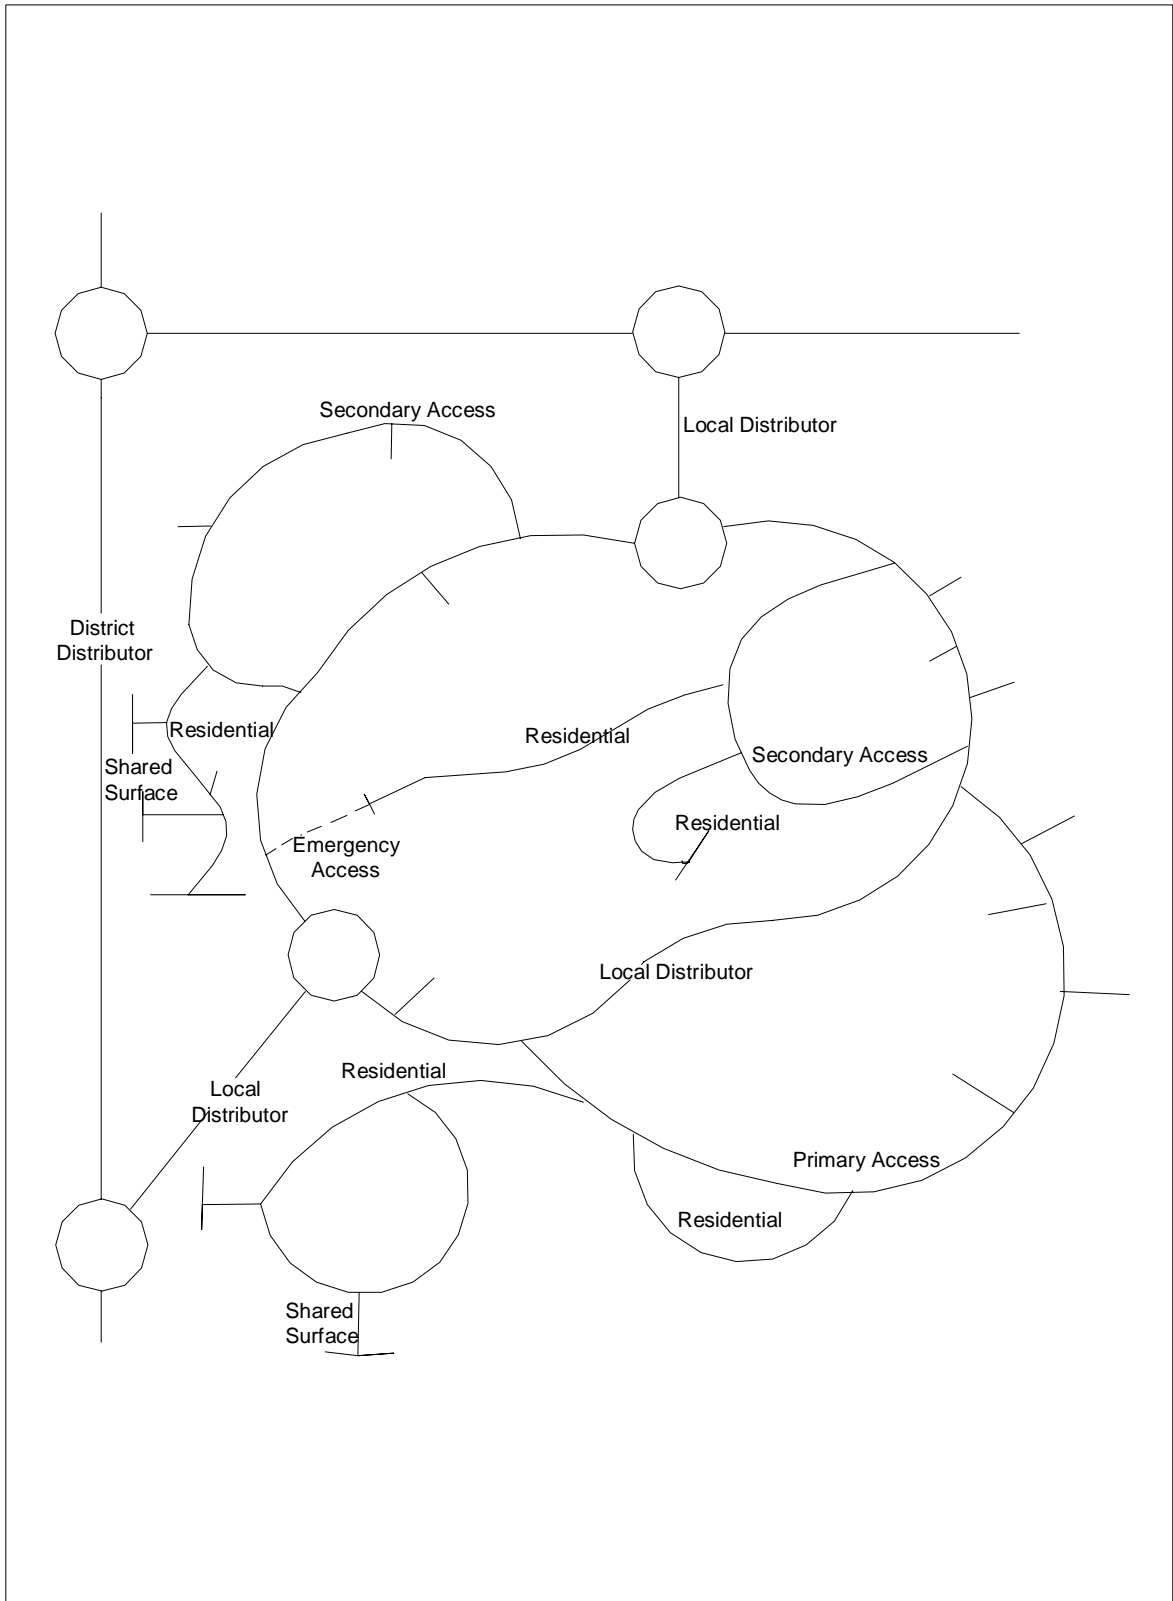 Secondary Access
Local Distributor
District
Distributor
Residential
Shared
Surface
Residential
Secondary Access
Residential
Emergency
Access
Local Distributor
Residential
Local
Distributor
Primary Access
Residential
Shared
Surface